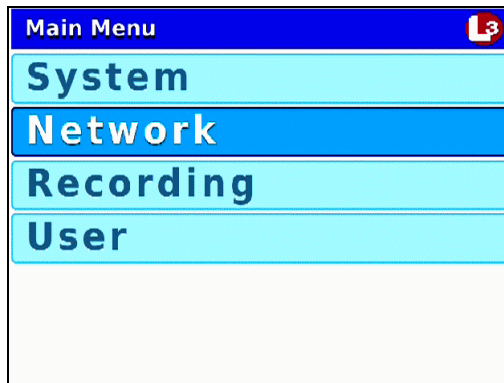 Main Menu
L3
System
Network
Recording
User